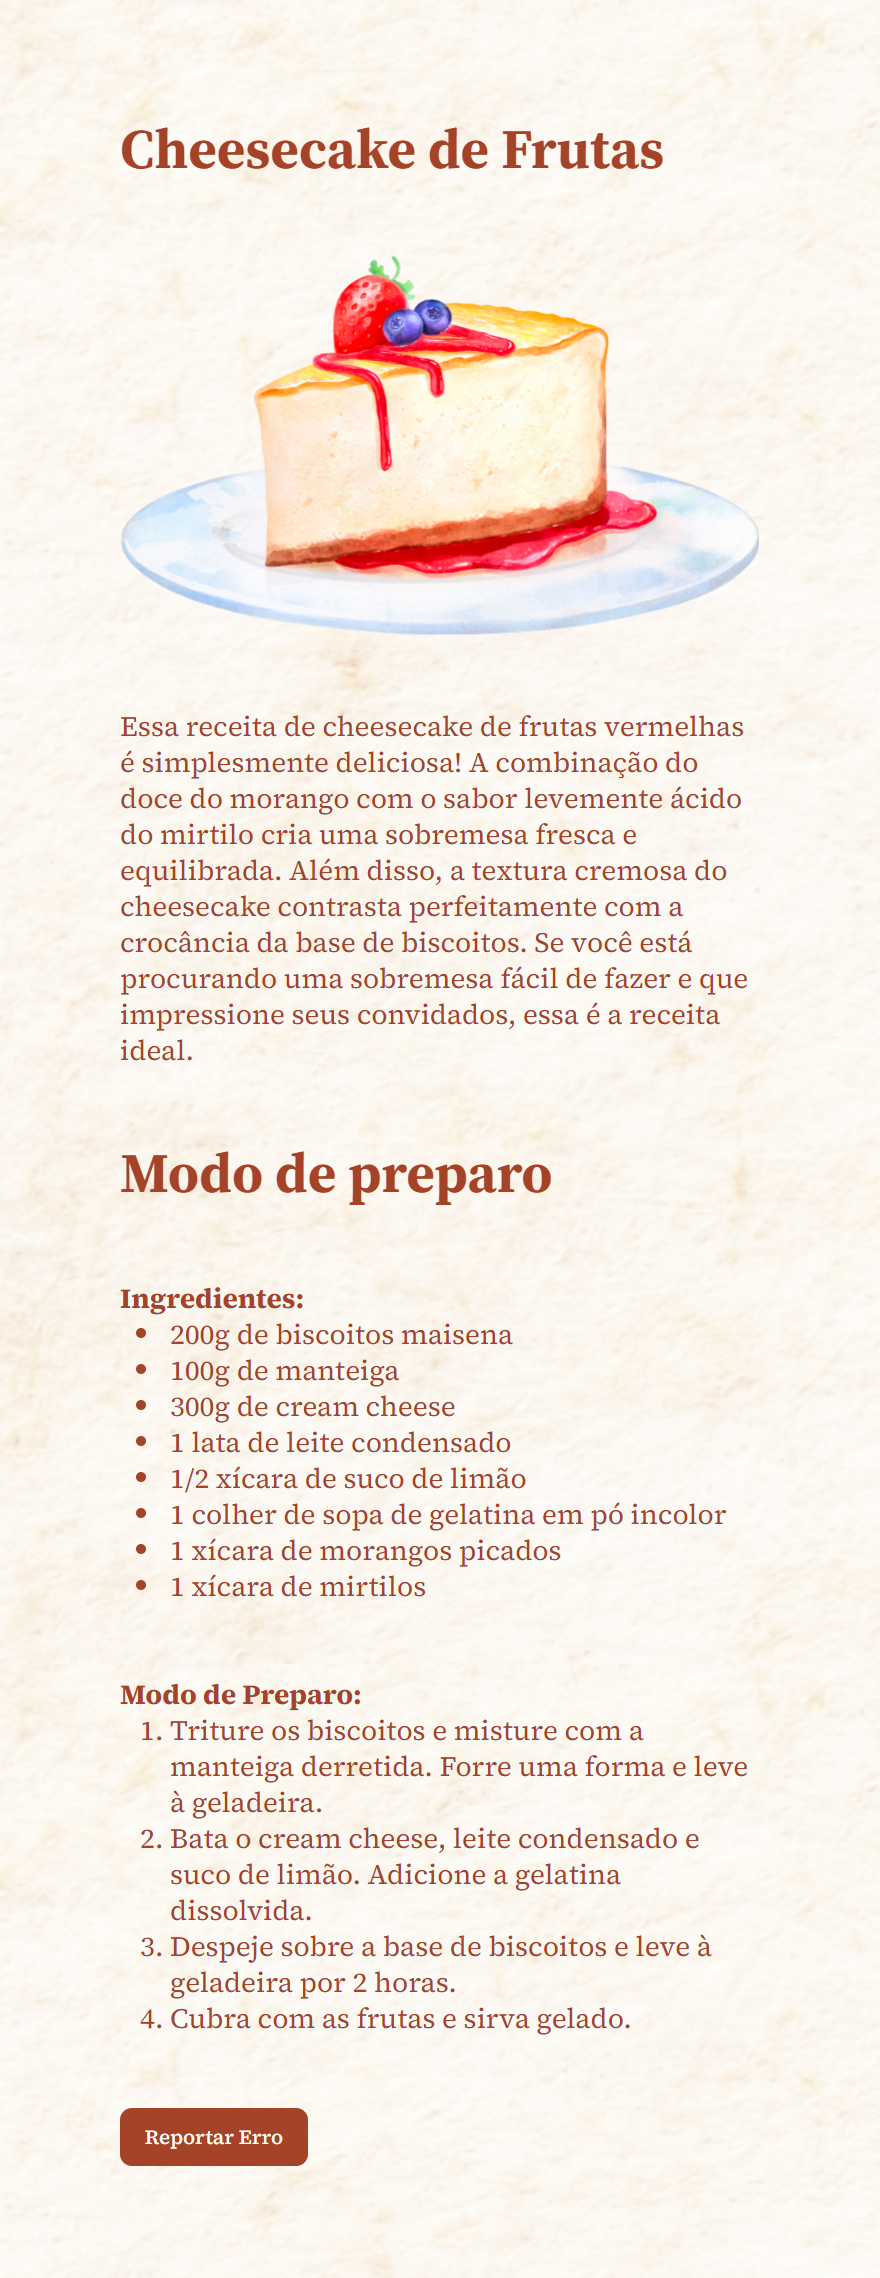 Cheesecake de Frutas
Essa receita de cheesecake de frutas vermelhas
é simplesmente deliciosa! A combinação do
doce do morango com o sabor levemente ácido
do mirtilo cria uma sobremesa fresca e
equilibrada. Além disso, a textura cremosa do
cheesecake contrasta perfeitamente com a
crocância da base de biscoitos. Se você está
procurando uma sobremesa fácil de fazer e que
impressione seus convidados, essa é a receita
ideal.
Modo de preparo
Ingredientes:
• 200g de biscoitos maisena
• 100g de manteiga
• 300g de cream cheese
• 1 lata de leite condensado
• 1/2 xícara de suco de limão
• 1 colher de sopa de gelatina em pó incolor
• 1 xícara de morangos picados
• 1 xícara de mirtilos
Modo de Preparo:
1. Triture os biscoitos e misture com a
manteiga derretida. Forre uma forma e leve
à geladeira.
2. Bata o cream cheese, leite condensado e
suco de limão. Adicione a gelatina
dissolvida.
3. Despeje sobre a base de biscoitos e leve à
geladeira por 2 horas.
4. Cubra com as frutas e sirva gelado.
Reportar Erro